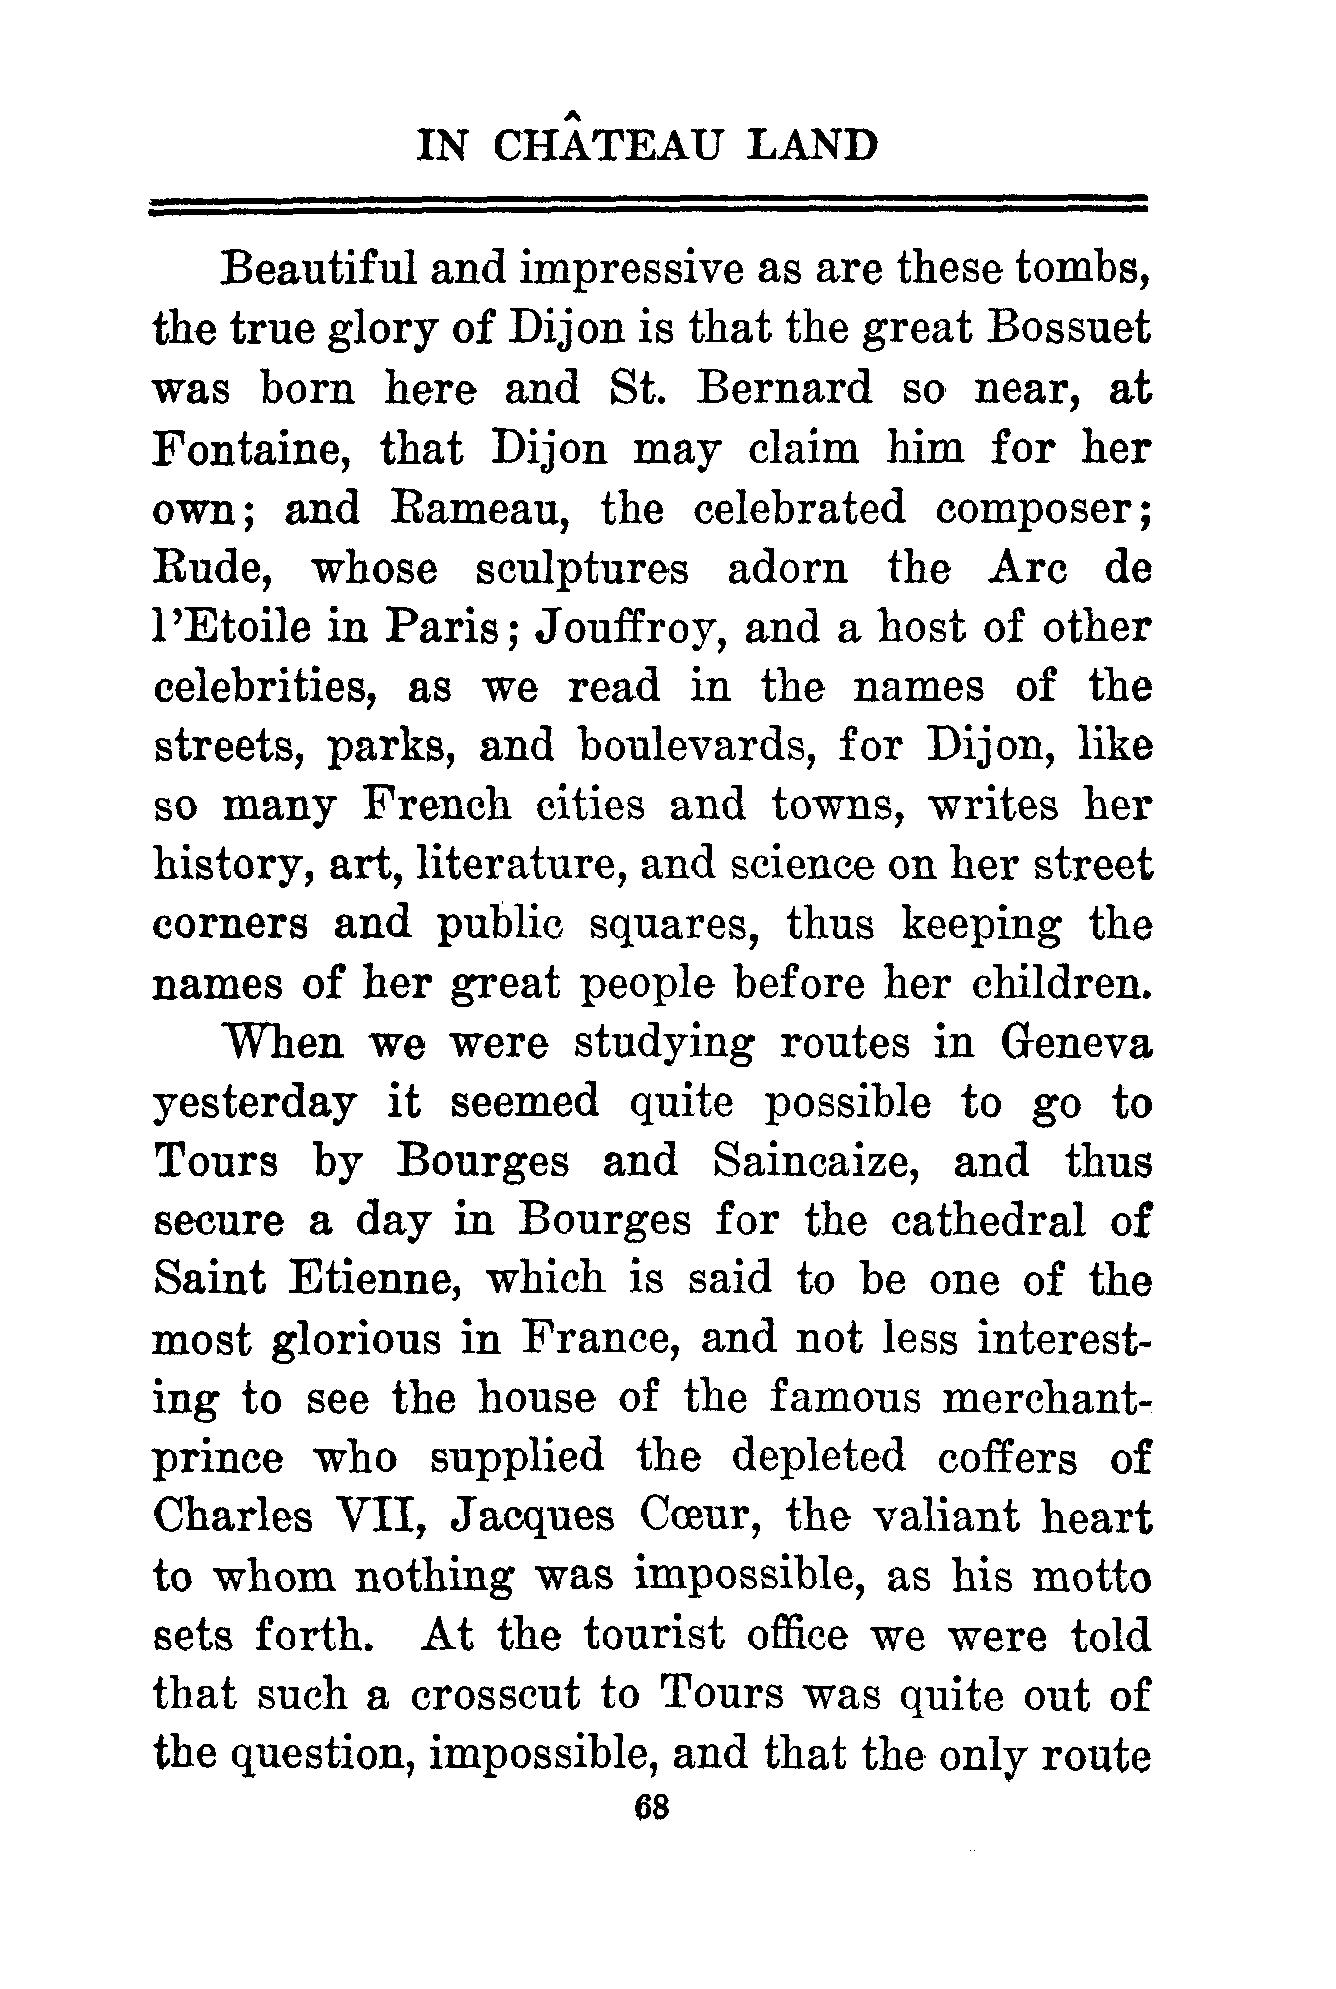 IN CHÂTEAU LAND
Beautiful and impressive as are these tombs,
the true glory of Dijon is that the great Bossuet
was born here and St. Bernard so near, at
Fontaine, that Dijon may claim him for her
own; and Rameau, the celebrated composer;
Rude, whose sculptures adorn the Arc de
l'Etoile in Paris; Jouffroy, and a host of other
celebrities, as we read in the names of the
streets, parks, and boulevards, for Dijon, like
so many French cities and towns, writes her
history, art, literature, and science on her street
corners and public squares, thus keeping the
names of her great people before her children.
When we were studying routes in Geneva
yesterday it seemed quite possible to go to
Tours by Bourges and Saincaize, and thus
secure a day in Bourges for the cathedral of
Saint Etienne, which is said to be one of the
most glorious in France, and not less interest-
ing to see the house of the famous merchant-
prince who supplied the depleted coffers of
Charles VII, Jacques Cœur, the valiant heart
to whom nothing was impossible, as his motto
sets forth. At the tourist office we were told
that such a crosscut to Tours was quite out of
the question, impossible, and that the only route
68